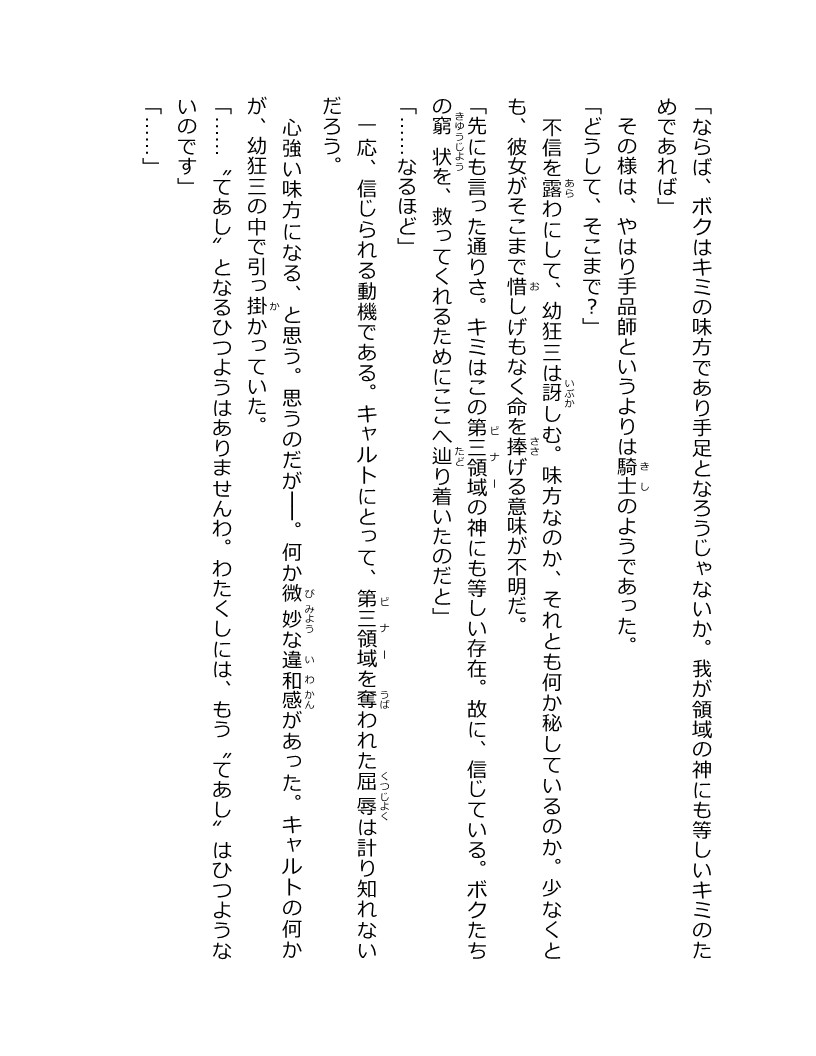 「ならば、ボクはキミの味方であり手足となろうじゃないか。我が領域の神にも等しいキミのた
めであれば」
その様は、やはり手品師というよりは騎士のようであった。
「どうして、そこまで?」
不信を露わにして、幼狂三は訝しむ。味方なのか、それとも何か秘しているのか。少なくと
も、彼女がそこまで惜しげもなく命を捧げる意味が不明だ。
「先にも言った通りさ。キミはこの第三領域の神にも等しい存在。故に、信じている。ボクたち
の窮状を、救ってくれるためにここへ辿り着いたのだと」
「……なるほど」
一応、信じられる動機である。キャルトにとって、第三領域を奪われた屈辱は計り知れない
だろう。
心強い味方になる、と思う。思うのだが――。何か微妙な違和感があった。キャルトの何か
が、幼狂三の中で引っ掛かっていた。
「……〝てあし〟となるひつようはありませんわ。わたくしには、もう〝てあし〟はひつような
いのです」
「……」